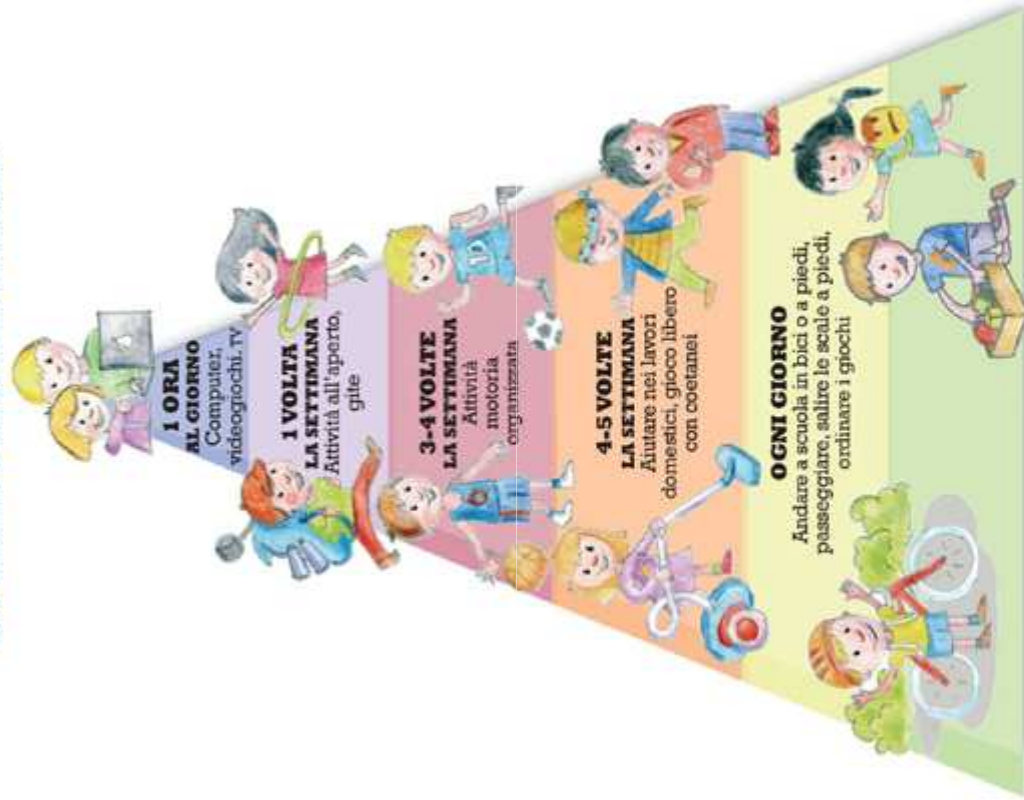 1 ORA
AL GIORNO
Computer,
videogiochi, TV
1 VOLTA
LA SETTIMANA
Attività all'aperto,
gite
3-4 VOLTE
LA SETTIMANA
Attività
motoria
organizzata
4-5 VOLTE
LA SETTIMANA
Aiutare nei lavori
domestici, gioco libero
con coetanei
OGNI GIORNO
Andare a scuola in bici o a piedi,
passeggiare, salire le scale a piedi,
ordinare i giochi